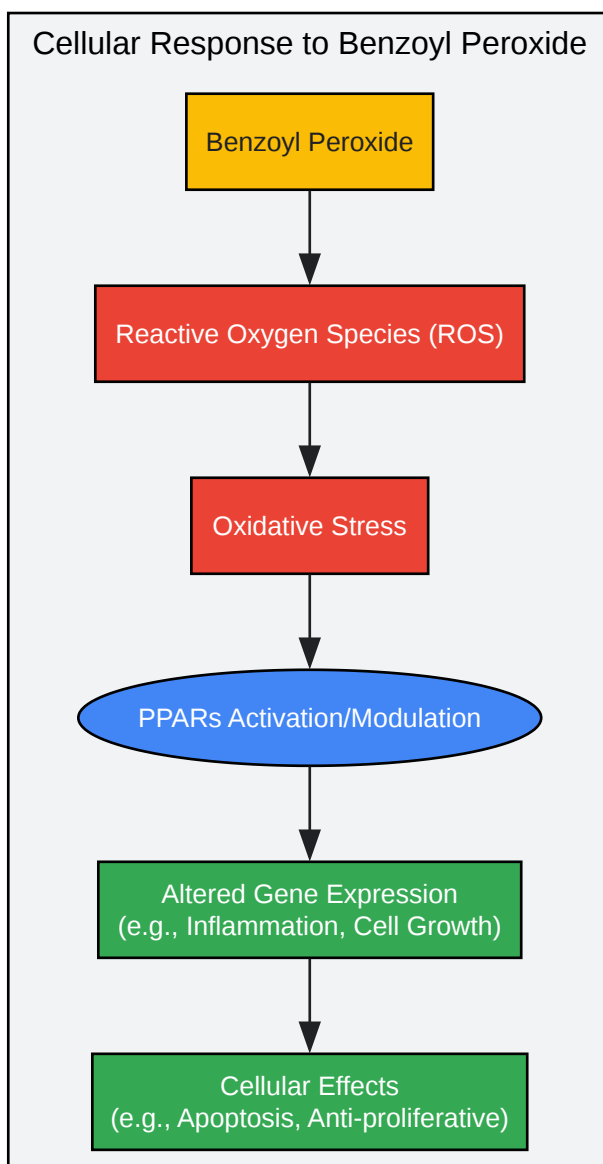 Cellular Response to Benzoyl Peroxide
Benzoyl Peroxide
Reactive Oxygen Species (ROS)
Oxidative Stress
PPARs Activation/Modulation
Altered Gene Expression
(e.g., Inflammation, Cell Growth)
Cellular Effects
(e.g., Apoptosis, Anti-proliferative)